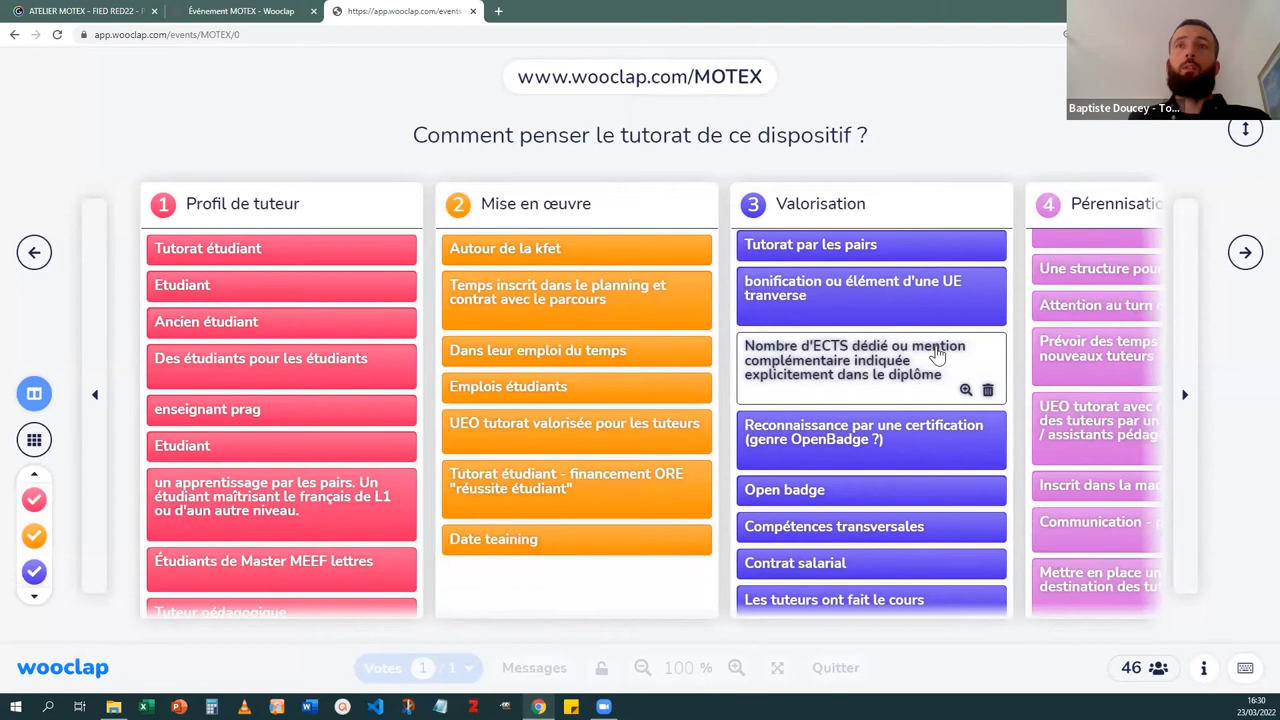 ATELIER MOTEX - FIED RED22 - P
Événement MOTEX - Wooclap
https://app.wooclap.com/events
app.wooclap.com/events/MOTEX/0
Baptiste Doucey - To...
www.wooclap.com/MOTEX
Comment penser le tutorat de ce dispositif ?
1 Profil de tuteur
Tutorat étudiant
Etudiant
Ancien étudiant
Des étudiants pour les étudiants
enseignant prag
Etudiant
un apprentissage par les pairs. Un
étudiant maîtrisant le français de L1
ou d'aun autre niveau.
Étudiants de Master MEEF lettres
Tuteur pédagogique
2 Mise en œuvre
Autour de la kfet
Temps inscrit dans le planning et
contrat avec le parcours
Dans leur emploi du temps
Emplois étudiants
UEO tutorat valorisée pour les tuteurs
Tutorat étudiant - financement ORE
"réussite étudiant"
Date teaining
3 Valorisation
Tutorat par les pairs
bonification ou élément d'une UE
tranverse
Nombre d'ECTS dédié ou mention
complémentaire indiquée
explicitement dans le diplôme
Reconnaissance par une certification
(genre OpenBadge ?)
Open badge
Compétences transversales
Contrat salarial
Les tuteurs ont fait le cours
4 Pérennisatio
Une structure pour
Attention au turn
Prévoir des temps
nouveaux tuteurs
UEO tutorat avec
des tuteurs par un
/ assistants pédag
Inscrit dans la ma
Communication - p
Mettre en place un
destination des tut
wooclap
Votes 1 / 1
Messages
100 %
Quitter
46
16:30
23/03/2022